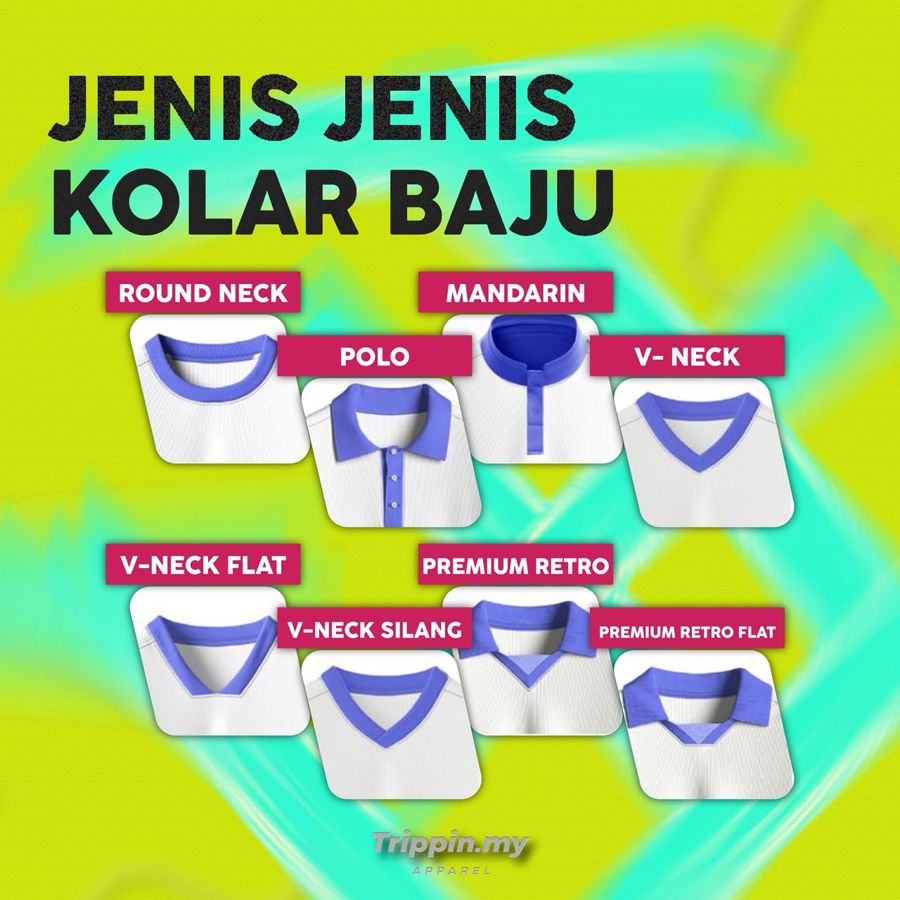 JENIS JENIS
KOLAR BAJU
ROUND NECK
MANDARIN
POLO
V- NECK
V-NECK FLAT
PREMIUM RETRO
V-NECK SILANG
PREMIUM RETRO FLAT
Trippin.my
APPAREL